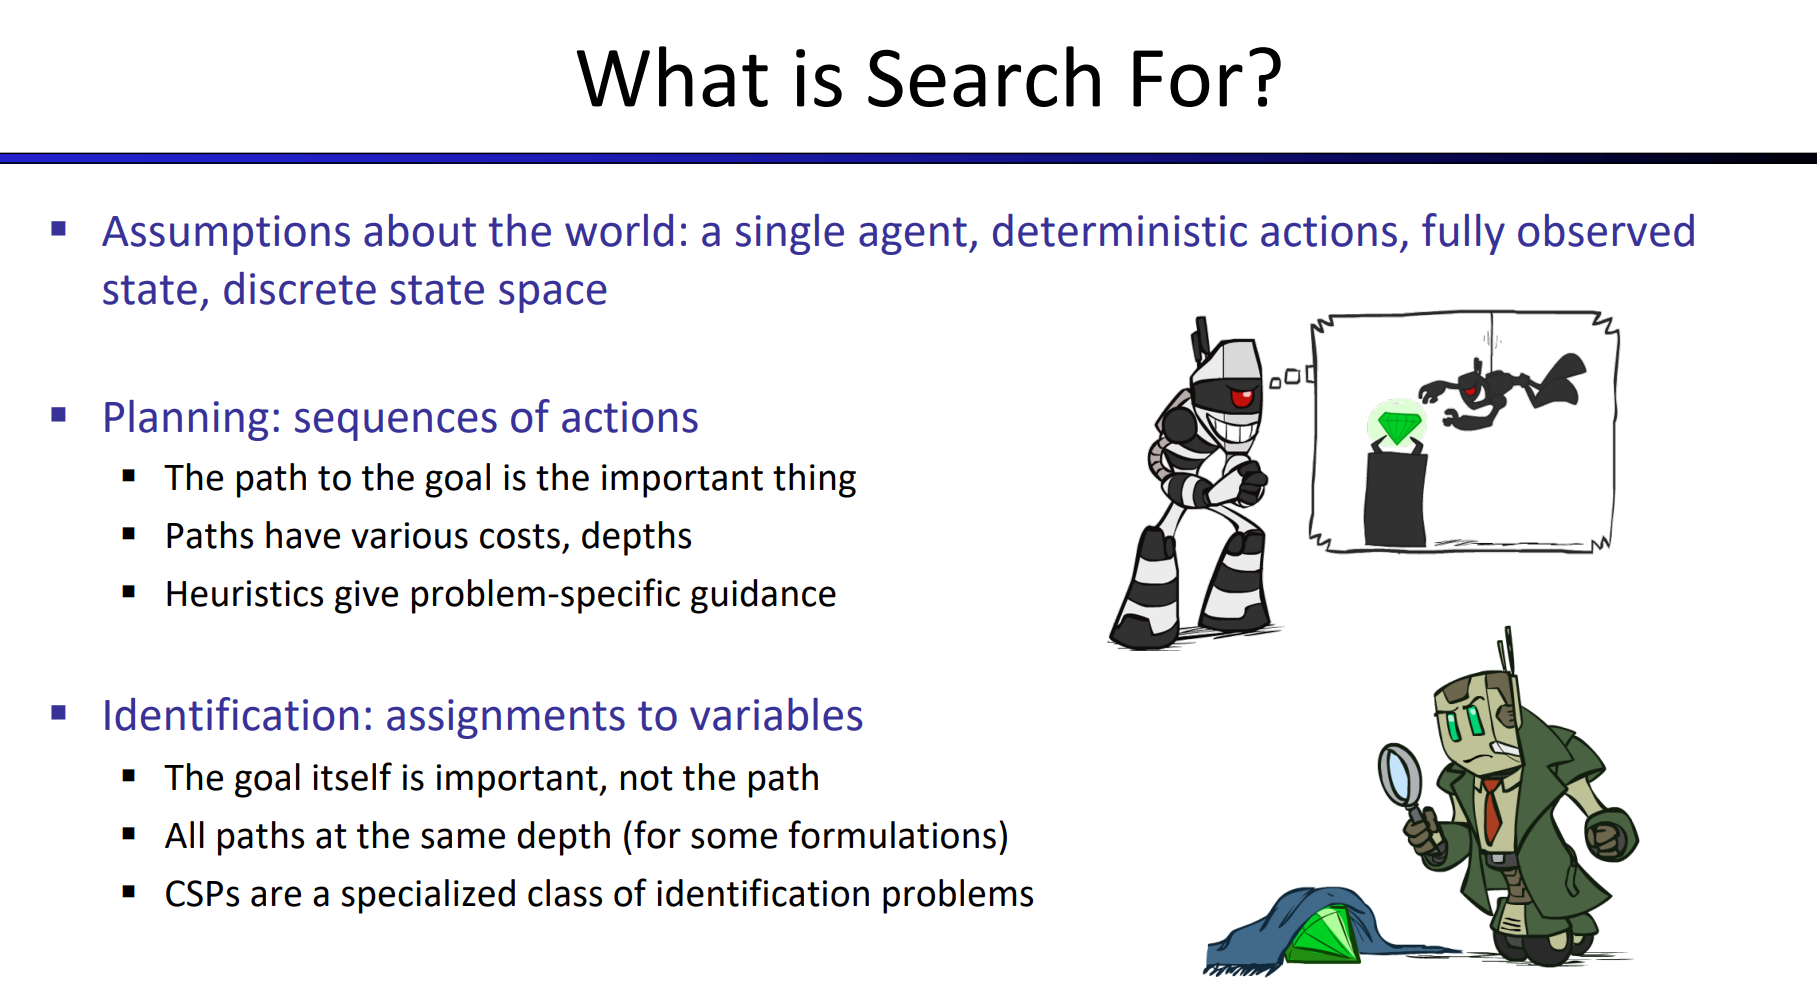 What is Search For?
▪ Assumptions about the world: a single agent, deterministic actions, fully observed
state, discrete state space
▪ Planning: sequences of actions
▪ The path to the goal is the important thing
▪ Paths have various costs, depths
▪ Heuristics give problem-specific guidance
▪ Identification: assignments to variables
▪ The goal itself is important, not the path
▪ All paths at the same depth (for some formulations)
▪ CSPs are a specialized class of identification problems